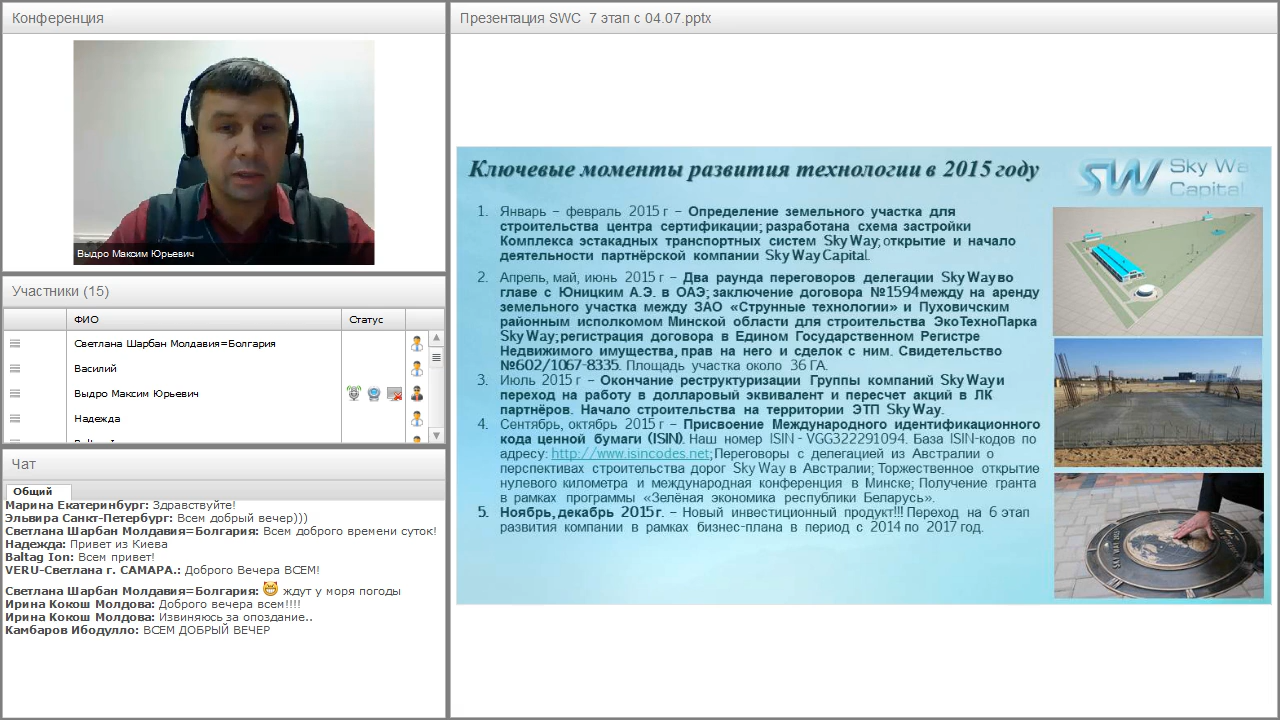 Конференция
Выдро Максим Юрьевич
Участники (15)
ФИО
Статус
Светлана Шарбан Молдавия=Болгария
Василий
Выдро Максим Юрьевич
Надежда
Чат
Общий
Марина Екатеринбург: Здравствуйте!
Эльвира Санкт-Петербург: Всем добрый вечер)))
Светлана Шарбан Молдавия=Болгария: Всем доброго времени суток!
Надежда: Привет из Киева
Baltag Ion: Всем привет!
VERU-Светлана г. САМАРА.: Доброго Вечера ВСЕМ!
Светлана Шарбан Молдавия=Болгария: ждут у моря погоды
Ирина Кокош Молдова: Доброго вечера всем!!!!
Ирина Кокош Молдова: Извиняюсь за опоздание..
Камбаров Ибодулло: ВСЕМ ДОБРЫЙ ВЕЧЕР
Презентация SWC 7 этап с 04.07.pptx
Ключевые моменты развития технологии в 2015 году
SW Sky Wa
Capital
1. Январь – февраль 2015 г – Определение земельного участка для
строительства центра сертификации; разработана схема застройки
Комплекса эстакадных транспортных систем Sky Way; открытие и начало
деятельности партнёрской компании Sky Way Capital.
2. Апрель, май, июнь 2015 г – Два раунда переговоров делегации Sky Way во
главе с Юницким А.Э. в ОАЭ; заключение договора №1594 между на аренду
земельного участка между ЗАО «Струнные технологии» и Пуховичским
районным исполкомом Минской области для строительства ЭкоТехноПарка
Sky Way; регистрация договора в Едином Государственном Регистре
Недвижимого имущества, прав на него и сделок с ним. Свидетельство
№602/1067-8335. Площадь участка около 36 ГА.
3. Июль 2015 г – Окончание реструктуризации Группы компаний Sky Way и
переход на работу в долларовый эквивалент и пересчет акций в ЛК
партнёров. Начало строительства на территории ЭТП Sky Way.
4. Сентябрь, октябрь 2015 г – Присвоение Международного идентификационного
кода ценной бумаги (ISIN). Наш номер ISIN - VGG322291094. База ISIN-кодов по
адресу: http://www.isincodes.net; Переговоры с делегацией из Австралии о
перспективах строительства дорог Sky Way в Австралии; Торжественное открытие
нулевого километра и международная конференция в Минске; Получение гранта
в рамках программы «Зелёная экономика республики Беларусь».
5. Ноябрь, декабрь 2015 г. – Новый инвестиционный продукт!!! Переход на 6 этап
развития компании в рамках бизнес-плана в период с 2014 по 2017 год.